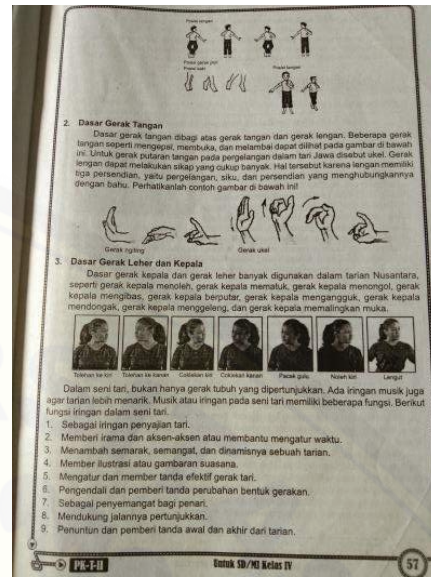 Posisi tangan
Posisi tangan
2. Dasar Gerak Tangan
Dasar gerak tangan dibagi atas gerak tangan dan gerak lengan. Beberapa gerak
tangan seperti mengepal, membuka, dan melambai dapat dilihat pada gambar di bawah
ini. Untuk gerak putaran tangan pada pergelangan dalam tari Jawa disebut ukel. Gerak
lengan dapat melakukan sikap yang cukup banyak. Hal tersebut karena lengan memiliki
tiga persendian, yaitu pergelangan, siku, dan persendian yang menghubungkannya
dengan bahu. Perhatikanlah contoh gambar di bawah ini!
Gerak ngiting
Gerak ukel
3. Dasar Gerak Leher dan Kepala
Dasar gerak kepala dan gerak leher banyak digunakan dalam tarian Nusantara,
seperti gerak kepala menoleh, gerak kepala mematuk, gerak kepala menongol, gerak
kepala mengibas, gerak kepala berputar, gerak kepala mengangguk, gerak kepala
mendongak, gerak kepala menggeleng, dan gerak kepala memalingkan muka.
Tolehan ke kiri
Tolehan ke kanan
Coklekan kiri
Coklekan kanan
Pacak gulu
Noleh kiri
Langut
Dalam seni tari, bukan hanya gerak tubuh yang dipertunjukkan. Ada iringan musik juga
agar tarian lebih menarik. Musik atau iringan pada seni tari memiliki beberapa fungsi. Berikut
fungsi iringan dalam seni tari.
1. Sebagai iringan penyajian tari.
2. Memberi irama dan aksen-aksen atau membantu mengatur waktu.
3. Menambah semarak, semangat, dan dinamisnya sebuah tarian.
4. Member ilustrasi atau gambaran suasana.
5. Mengatur dan member tanda efektif gerak tari.
6. Pengendali dan pemberi tanda perubahan bentuk gerakan.
7. Sebagai penyemangat bagi penari.
8. Mendukung jalannya pertunjukkan.
9. Penuntun dan pemberi tanda awal dan akhir dari tarian.
PK-T-H
Untuk SD/MI Kelas IV
57